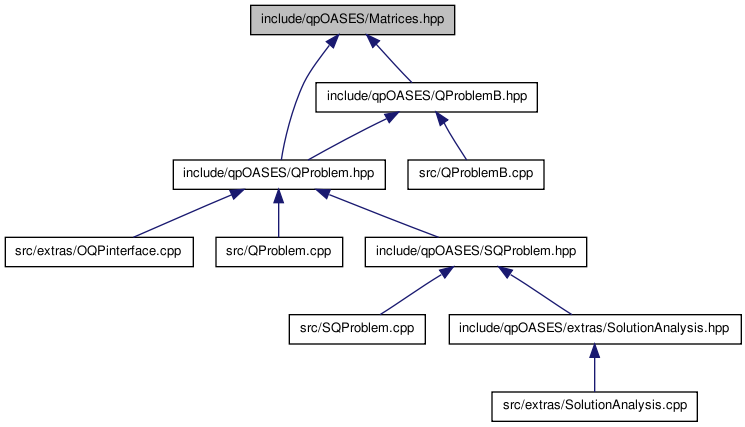 include/qpOASES/Matrices.hpp
include/qpOASES/QProblemB.hpp
include/qpOASES/QProblem.hpp
src/QProblemB.cpp
src/extras/OQPinterface.cpp
src/QProblem.cpp
include/qpOASES/SQProblem.hpp
src/SQProblem.cpp
include/qpOASES/extras/SolutionAnalysis.hpp
src/extras/SolutionAnalysis.cpp